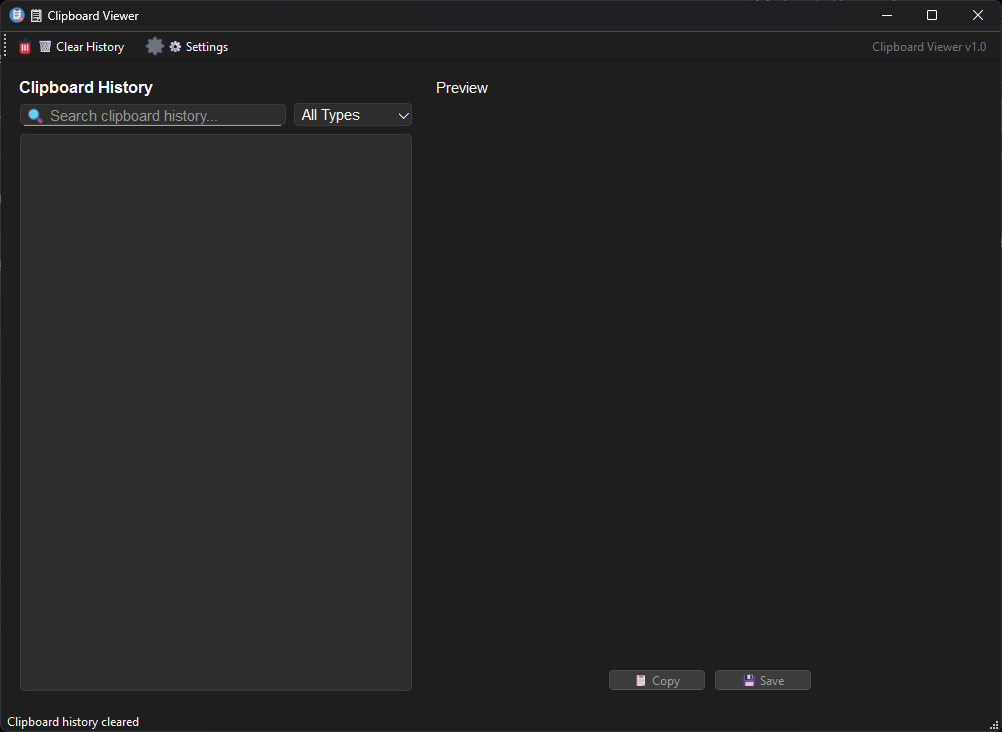 Clipboard Viewer
Clear History Settings Clipboard Viewer v1.0
Clipboard History Preview
Search clipboard history... All Types
Copy Save
Clipboard history cleared